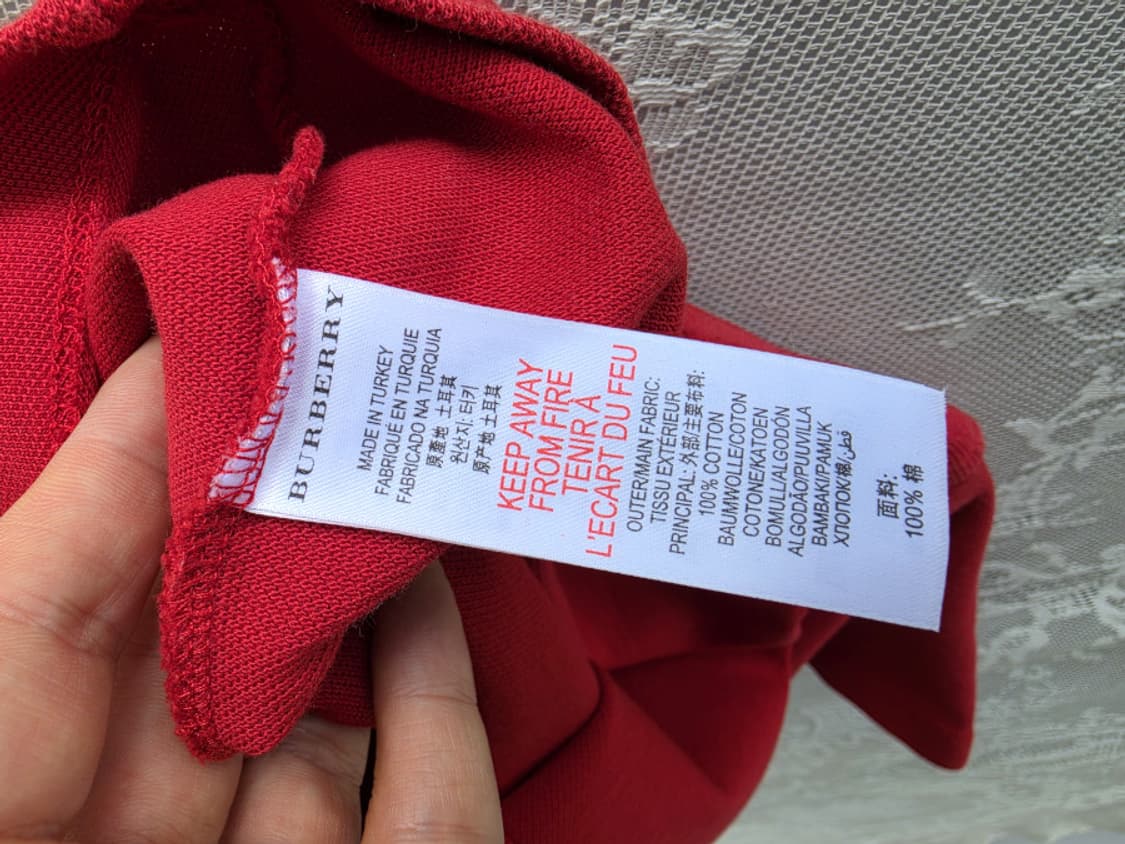 BURBERRY
MADE IN TURKEY
FABRIQUÉ EN TURQUIE
FABRICADO NA TURQUIA
原產地 土耳其
원산지: 터키
原产地 土耳其
KEEP AWAY
FROM FIRE
TENIR À
L'ECART DU FEU
OUTER/MAIN FABRIC:
TISSU EXTÉRIEUR
PRINCIPAL: 外部主要布料:
100% COTTON
BAUMWOLLE/COTON
COTONE/KATOEN
BOMULL/ALGODÓN
ALGODÃO/PUUVILLA
BAMBAKI/PAMUK
ХЛОПОК/棉/قطن
面料:
100% 棉